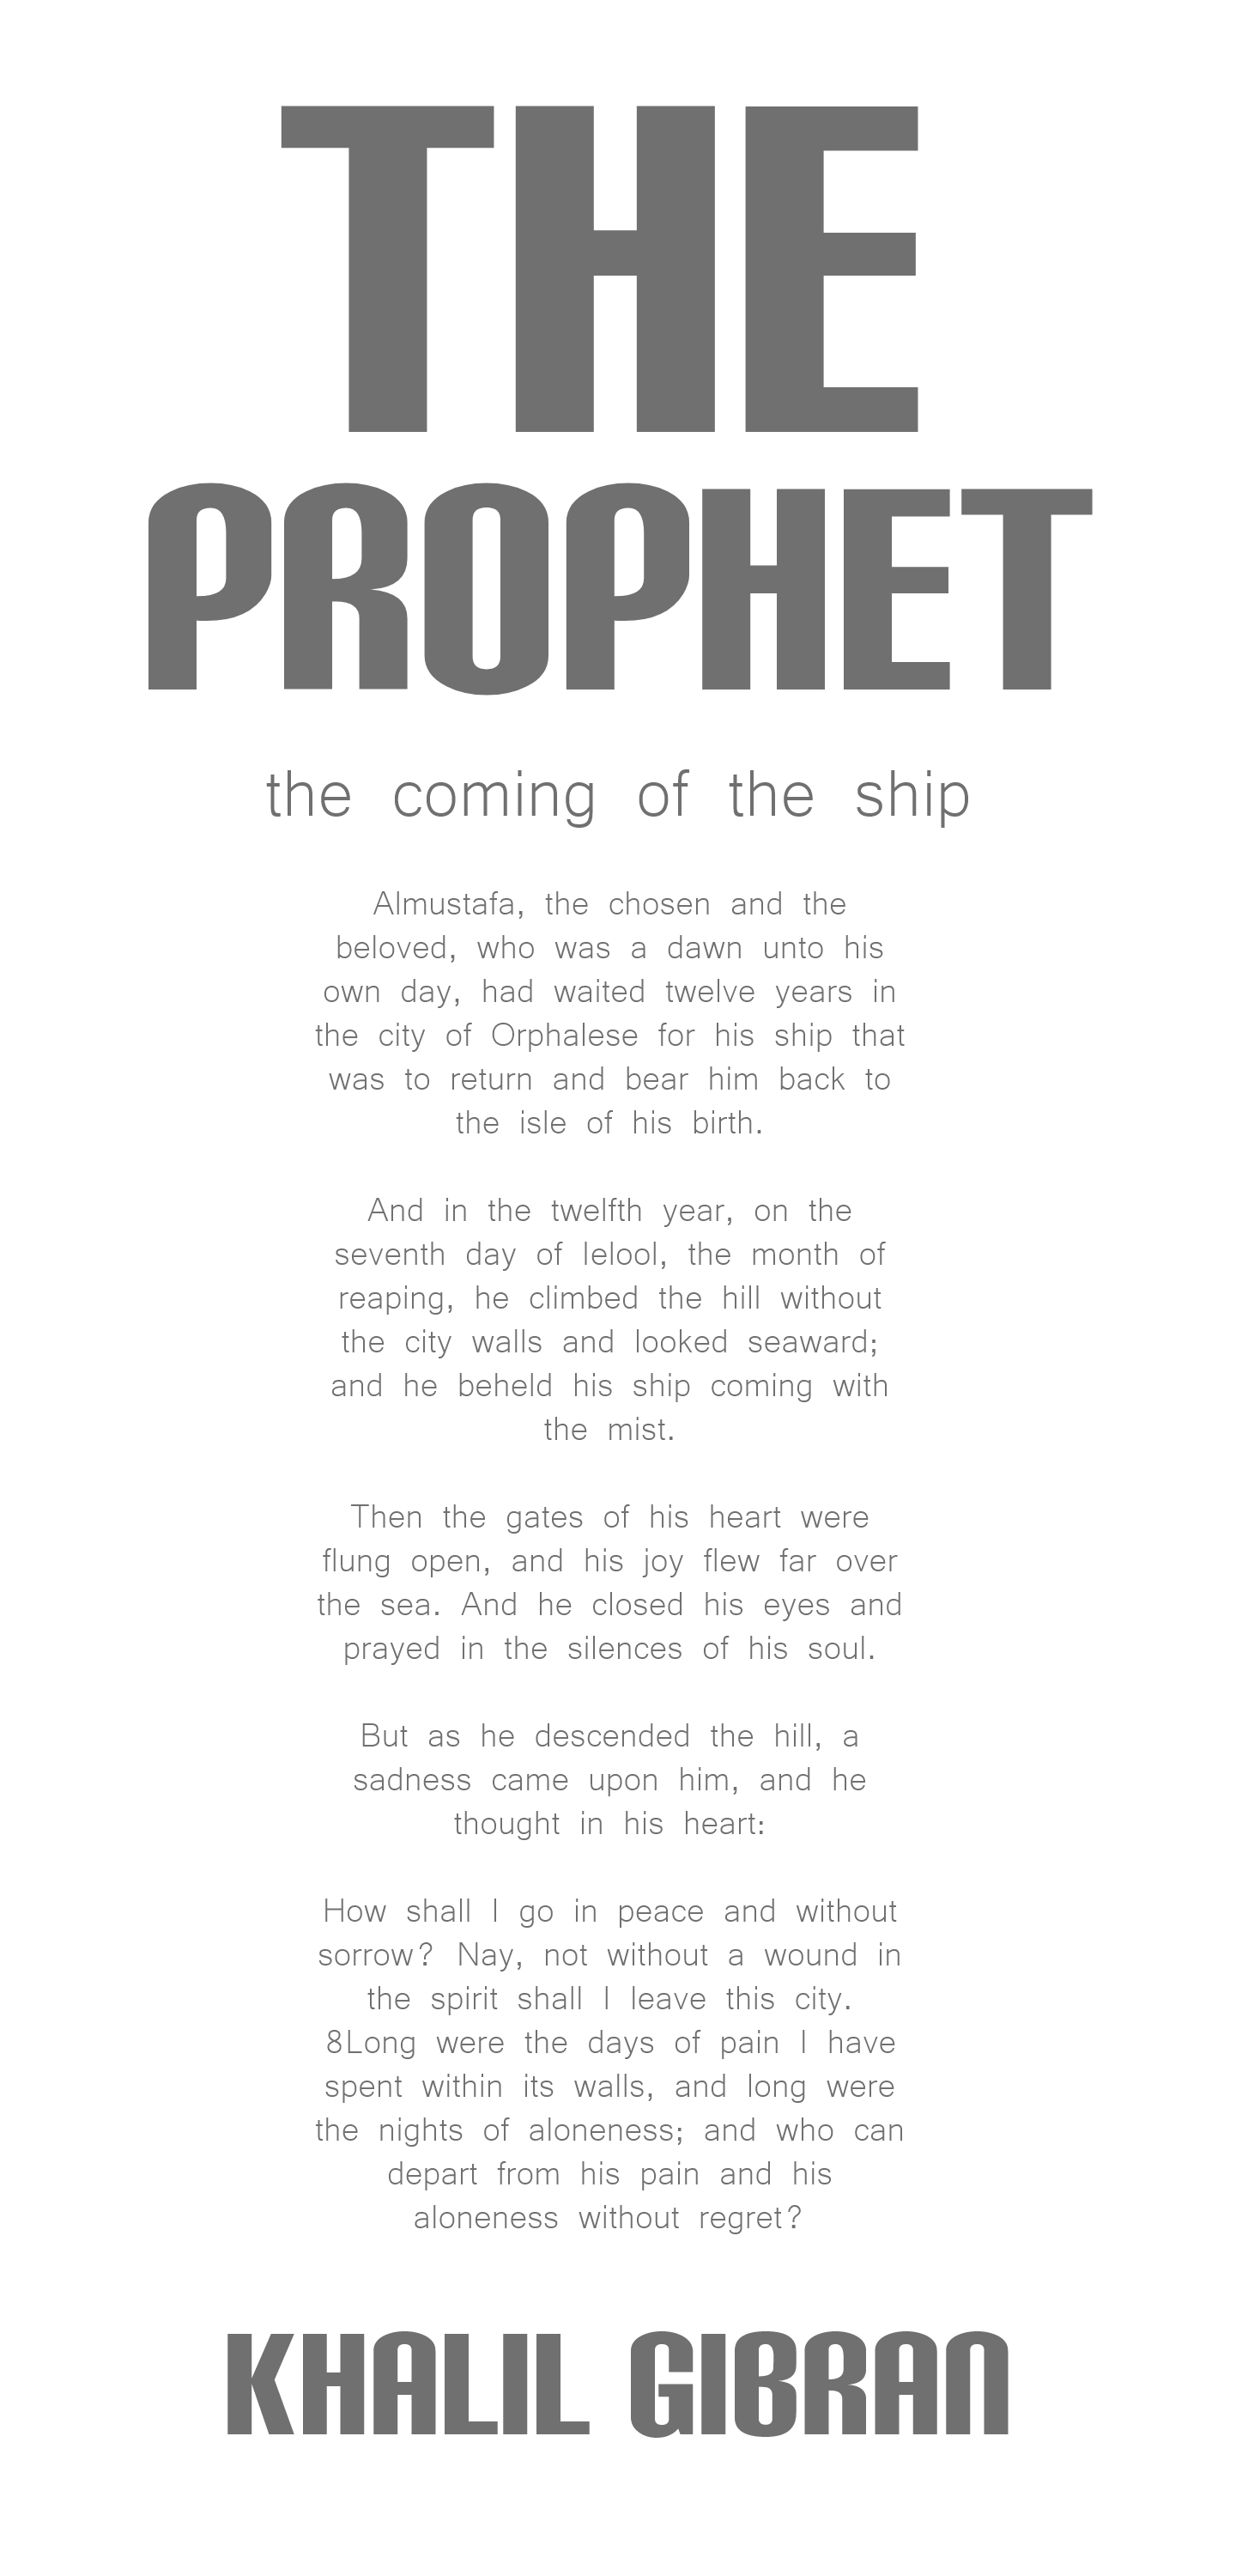 THE
PROPHET
the coming of the ship
Almustafa, the chosen and the
beloved, who was a dawn unto his
own day, had waited twelve years in
the city of Orphalese for his ship that
was to return and bear him back to
the isle of his birth.
And in the twelfth year, on the
seventh day of Ielool, the month of
reaping, he climbed the hill without
the city walls and looked seaward;
and he beheld his ship coming with
the mist.
Then the gates of his heart were
flung open, and his joy flew far over
the sea. And he closed his eyes and
prayed in the silences of his soul.
But as he descended the hill, a
sadness came upon him, and he
thought in his heart:
How shall I go in peace and without
sorrow? Nay, not without a wound in
the spirit shall I leave this city.
8Long were the days of pain I have
spent within its walls, and long were
the nights of aloneness; and who can
depart from his pain and his
aloneness without regret?
KHALIL GIBRAN